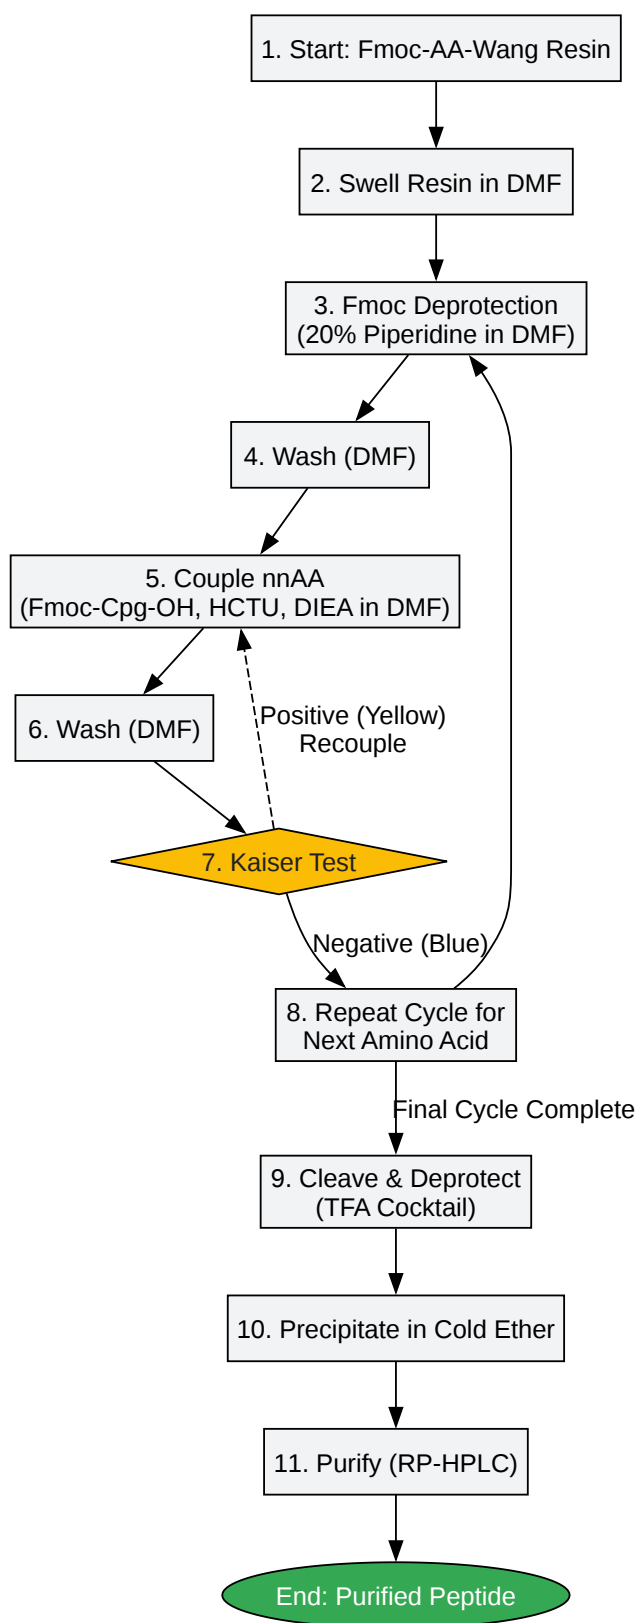 1. Start: Fmoc-AA-Wang Resin
2. Swell Resin in DMF
3. Fmoc Deprotection
(20% Piperidine in DMF)
4. Wash (DMF)
5. Couple nnAA
(Fmoc-Cpg-OH, HCTU, DIEA in DMF)
6. Wash (DMF)
Positive (Yellow)
Recouple
7. Kaiser Test
Negative (Blue)
8. Repeat Cycle for
Next Amino Acid
Final Cycle Complete
9. Cleave & Deprotect
(TFA Cocktail)
10. Precipitate in Cold Ether
11. Purify (RP-HPLC)
End: Purified Peptide